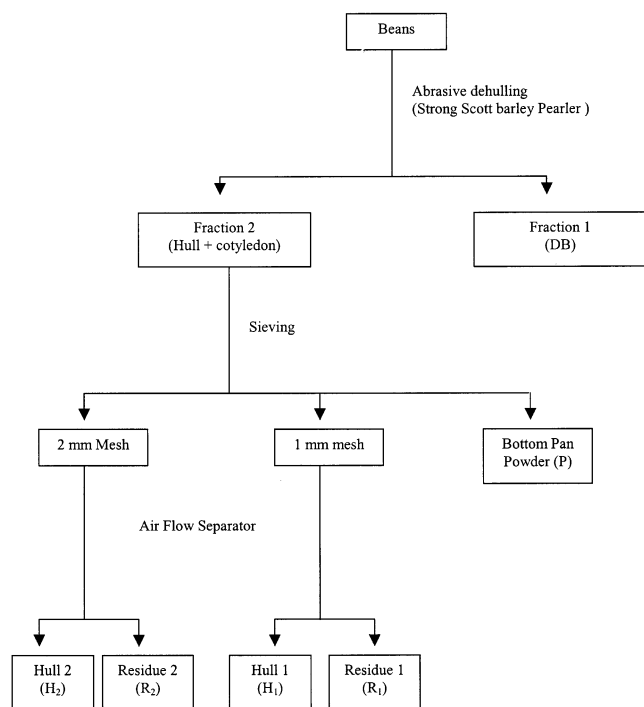 Beans
Abrasive dehulling
(Strong Scott barley Pearler )
Fraction 2
(Hull + cotyledon)
Fraction 1
(DB)
Sieving
2 mm Mesh
1 mm mesh
Bottom Pan
Powder (P)
Air Flow Separator
Hull 2
(H₂)
Residue 2
(R₂)
Hull 1
(H₁)
Residue 1
(R₁)